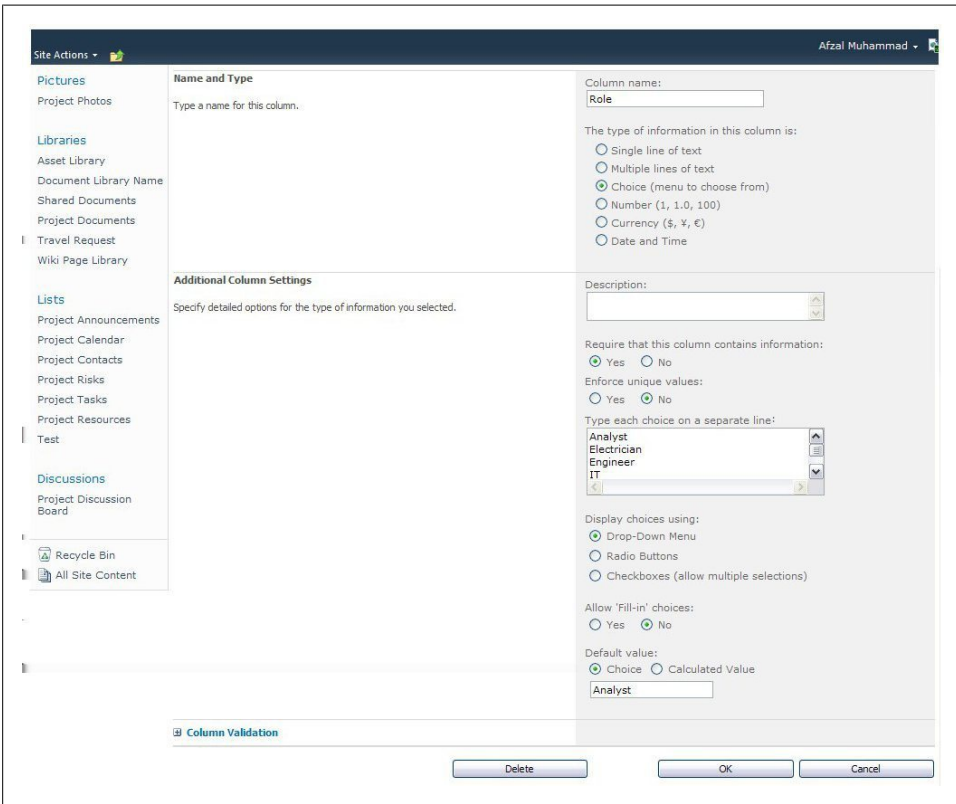 Site Actions
Afzal Muhammad
Pictures
Project Photos
Libraries
Asset Library
Document Library Name
Shared Documents
Project Documents
Travel Request
Wiki Page Library
Lists
Project Announcements
Project Calendar
Project Contacts
Project Risks
Project Tasks
Project Resources
Test
Discussions
Project Discussion
Board
Recycle Bin
All Site Content
Name and Type
Type a name for this column.
Column name:
Role
The type of information in this column is:
Single line of text
Multiple lines of text
Choice (menu to choose from)
Number (1, 1.0, 100)
Currency ($, ¥, €)
Date and Time
Additional Column Settings
Specify detailed options for the type of information you selected.
Description:
Require that this column contains information:
Yes No
Enforce unique values:
Yes No
Type each choice on a separate line:
Analyst
Electrician
Engineer
IT
Display choices using:
Drop-Down Menu
Radio Buttons
Checkboxes (allow multiple selections)
Allow 'Fill-in' choices:
Yes No
Default value:
Choice Calculated Value
Analyst
Column Validation
Delete OK Cancel